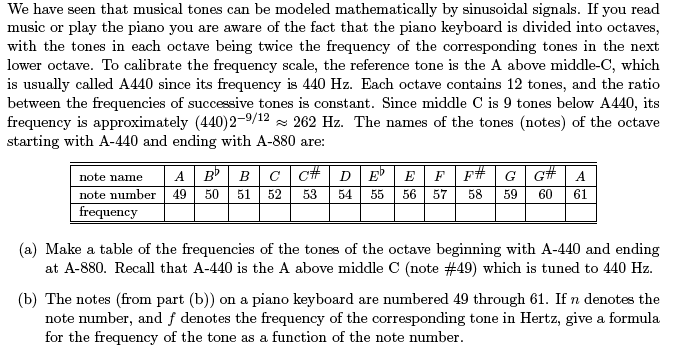 We have seen that musical tones can be modeled mathematically by sinusoidal signals. If you read
music or play the piano you are aware of the fact that the piano keyboard is divided into octaves,
with the tones in each octave being twice the frequency of the corresponding tones in the next
lower octave. To calibrate the frequency scale, the reference tone is the A above middle-C, which
is usually called A440 since its frequency is 440 Hz. Each octave contains 12 tones, and the ratio
between the frequencies of successive tones is constant. Since middle C is 9 tones below A440, its
frequency is approximately (440)2^{-9/12} ≈ 262 Hz. The names of the tones (notes) of the octave
starting with A-440 and ending with A-880 are:
note name A B♭ B C C# D E♭ E F F# G G# A
note number 49 50 51 52 53 54 55 56 57 58 59 60 61
frequency
(a) Make a table of the frequencies of the tones of the octave beginning with A-440 and ending
at A-880. Recall that A-440 is the A above middle C (note #49) which is tuned to 440 Hz.
(b) The notes (from part (b)) on a piano keyboard are numbered 49 through 61. If n denotes the
note number, and f denotes the frequency of the corresponding tone in Hertz, give a formula
for the frequency of the tone as a function of the note number.